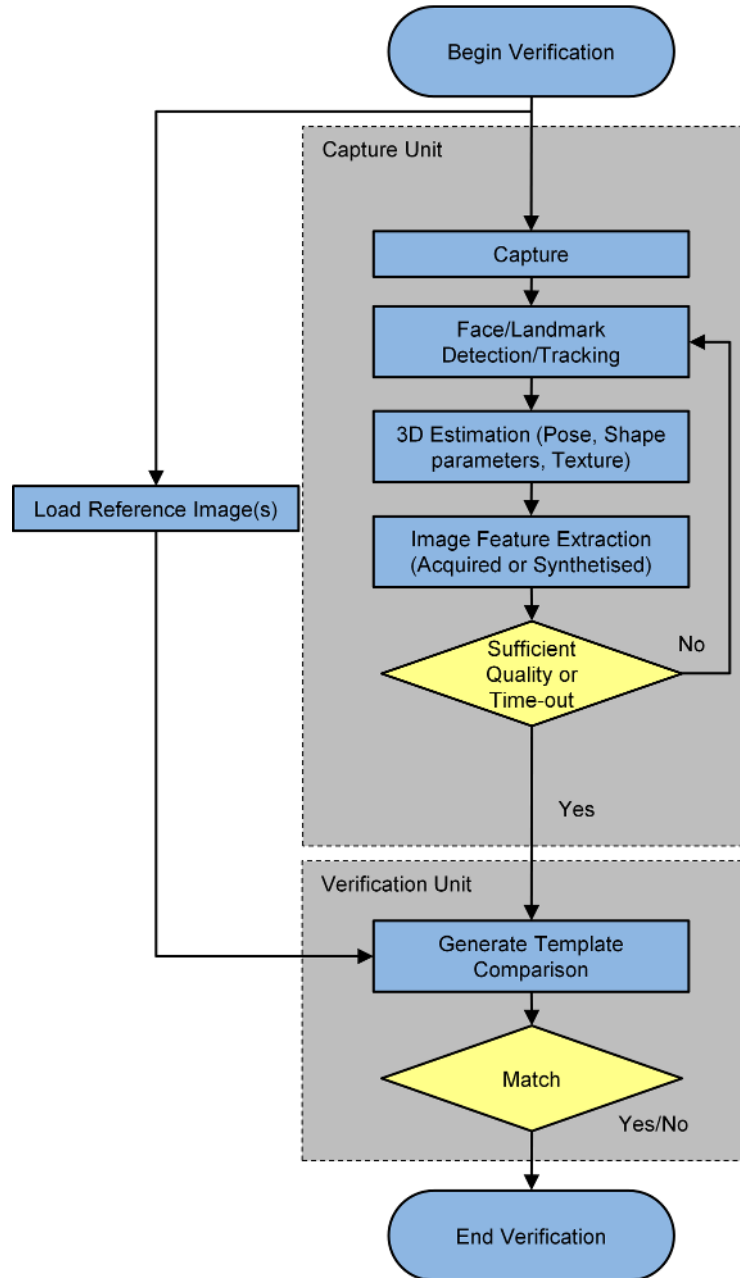 Begin Verification
Capture Unit
Capture
Face/Landmark
Detection/Tracking
3D Estimation (Pose, Shape
parameters, Texture)
Load Reference Image(s)
Image Feature Extraction
(Acquired or Synthetised)
Sufficient
Quality or
Time-out
No
Yes
Verification Unit
Generate Template
Comparison
Match
Yes/No
End Verification